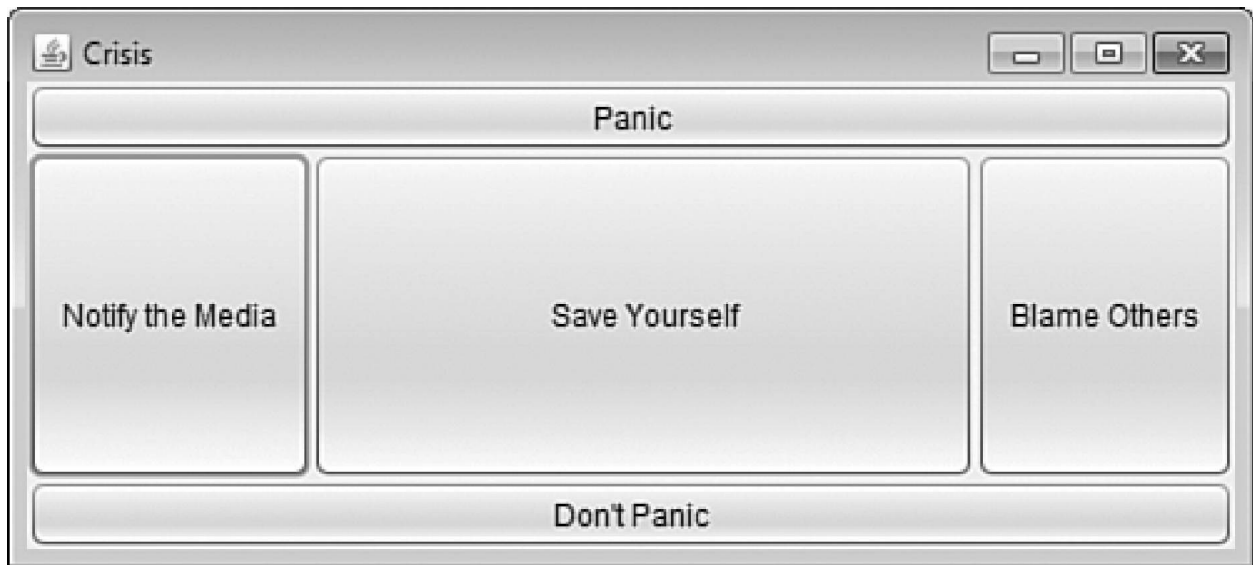 Crisis
Panic
Notify the Media Save Yourself Blame Others
Don't Panic